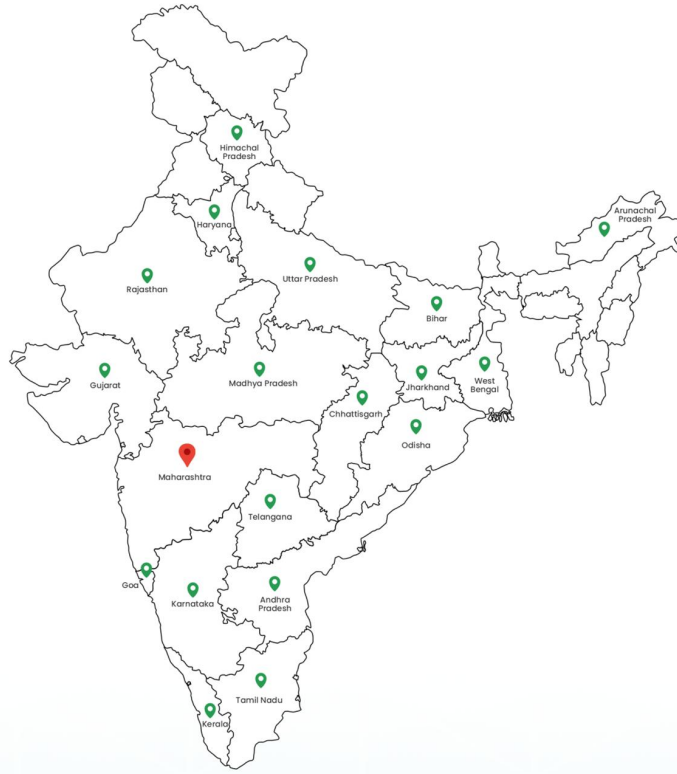 Himachal
Pradesh
Haryana
Arunachal
Pradesh
Rajasthan
Uttar Pradesh
Bihar
Gujarat
Madhya Pradesh
Jharkhand
West
Bengal
Chhattisgarh
Odisha
Maharashtra
Telangana
Goa
Karnataka
Andhra
Pradesh
Tamil Nadu
Kerala